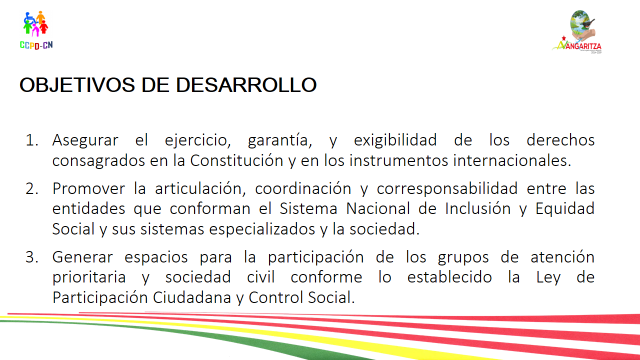 CCPD-CN
NANGARITZA
OBJETIVOS DE DESARROLLO
1. Asegurar el ejercicio, garantía, y exigibilidad de los derechos
consagrados en la Constitución y en los instrumentos internacionales.
2. Promover la articulación, coordinación y corresponsabilidad entre las
entidades que conforman el Sistema Nacional de Inclusión y Equidad
Social y sus sistemas especializados y la sociedad.
3. Generar espacios para la participación de los grupos de atención
prioritaria y sociedad civil conforme lo establecido la Ley de
Participación Ciudadana y Control Social.